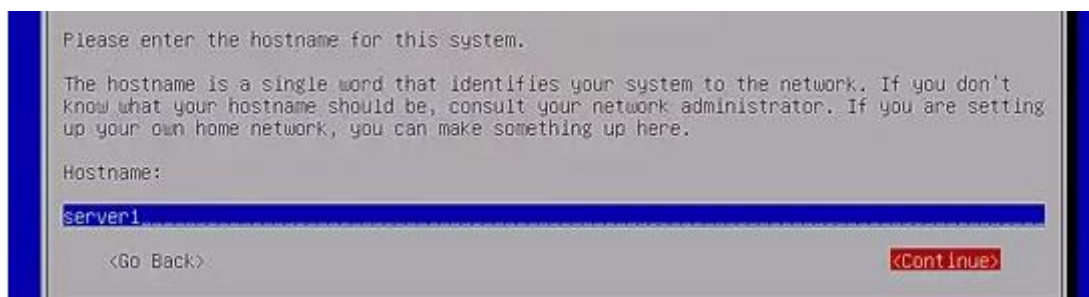 Please enter the hostname for this system.
The hostname is a single word that identifies your system to the network. If you don't
know what your hostname should be, consult your network administrator. If you are setting
up your own home network, you can make something up here.
Hostname:
server1
<Go Back>
<Continue>